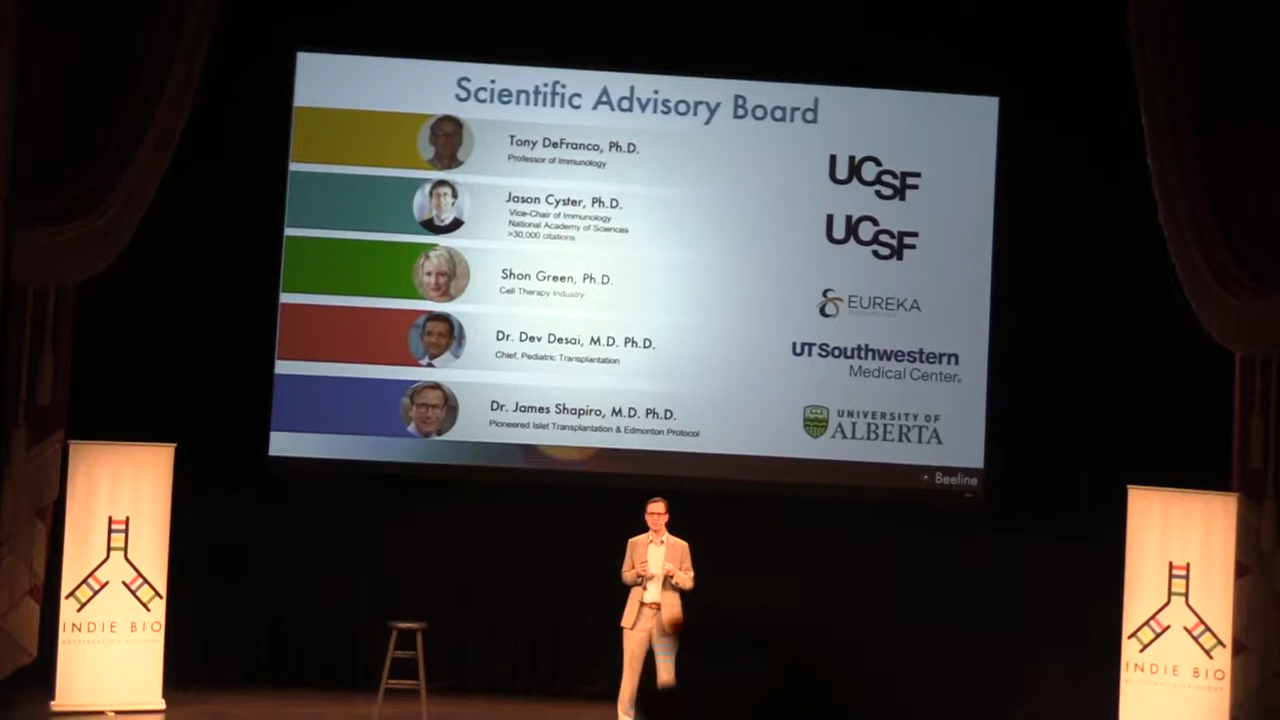 Scientific Advisory Board
Tony DeFranco, Ph.D.
Professor of Immunology
UCSF
Jason Cyster, Ph.D.
Vice-Chair of Immunology
National Academy of Sciences
>30,000 citations
UCSF
Shon Green, Ph.D.
Cell Therapy Industry
EUREKA
Dr. Dev Desai, M.D. Ph.D.
Chief, Pediatric Transplantation
UTSouthwestern
Medical Center
Dr. James Shapiro, M.D. Ph.D.
Pioneered Islet Transplantation & Edmonton Protocol
UNIVERSITY OF
ALBERTA
Beeline
INDIE BIO
INDIE BIO